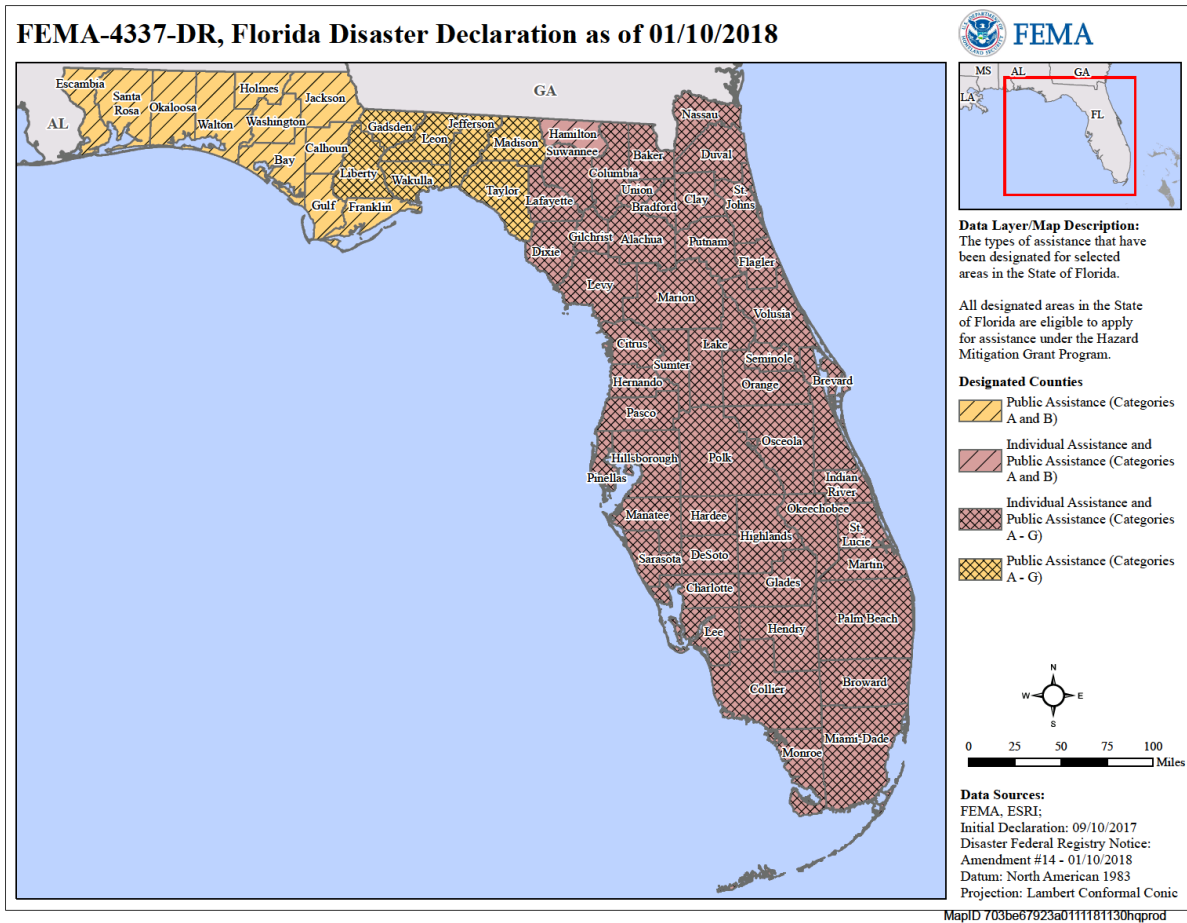 FEMA-4337-DR, Florida Disaster Declaration as of 01/10/2018
U.S. DEPARTMENT OF HOMELAND SECURITY
FEMA
MS
AL
GA
LA
FL
AL
GA
Escambia
Santa
Rosa
Okaloosa
Walton
Holmes
Washington
Jackson
Bay
Calhoun
Gulf
Franklin
Gadsden
Liberty
Leon
Wakulla
Jefferson
Madison
Taylor
Hamilton
Suwannee
Lafayette
Columbia
Baker
Nassau
Duval
Union
Bradford
Clay
St.
Johns
Dixie
Gilchrist
Alachua
Putnam
Flagler
Levy
Marion
Volusia
Citrus
Sumter
Lake
Seminole
Hernando
Orange
Brevard
Pasco
Osceola
Hillsborough
Polk
Pinellas
Indian
River
Okeechobee
Manatee
Hardee
Highlands
St.
Lucie
Sarasota
DeSoto
Martin
Charlotte
Glades
Lee
Hendry
Palm Beach
Collier
Broward
Monroe
Miami-Dade
Data Layer/Map Description:
The types of assistance that have
been designated for selected
areas in the State of Florida.
All designated areas in the State
of Florida are eligible to apply
for assistance under the Hazard
Mitigation Grant Program.
Designated Counties
Public Assistance (Categories
A and B)
Individual Assistance and
Public Assistance (Categories
A and B)
Individual Assistance and
Public Assistance (Categories
A - G)
Public Assistance (Categories
A - G)
N
W E
S
0 25 50 75 100
Miles
Data Sources:
FEMA, ESRI;
Initial Declaration: 09/10/2017
Disaster Federal Registry Notice:
Amendment #14 - 01/10/2018
Datum: North American 1983
Projection: Lambert Conformal Conic
MapID 703be67923a0111181130hqprod